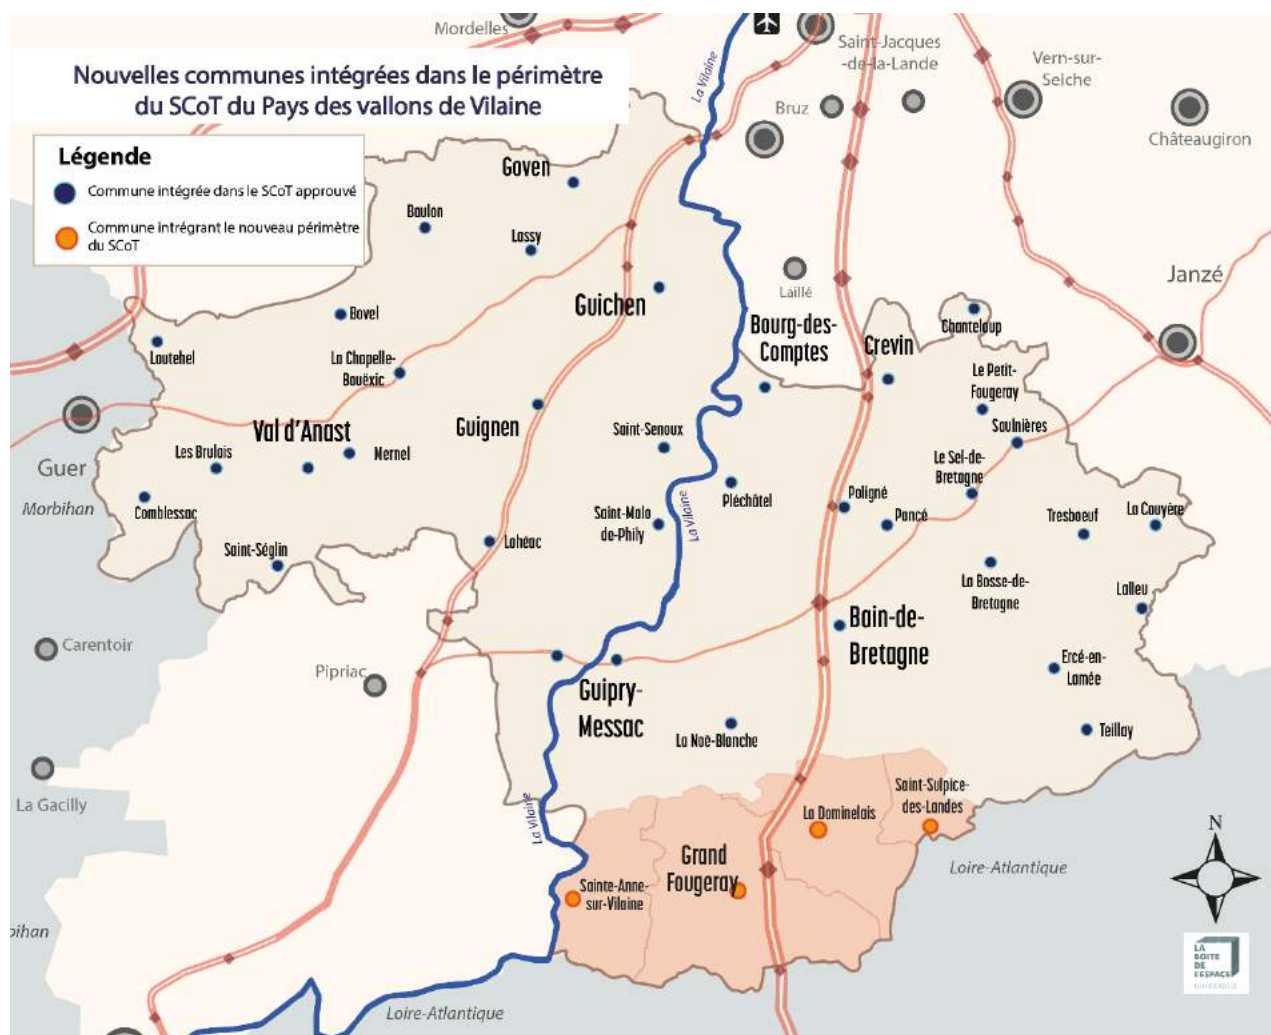 Mordelles
Saint-Jacques
-de-la-Lande
Vern-sur-
Seiche
Nouvelles communes intégrées dans le périmètre
du SCoT du Pays des vallons de Vilaine
La Vilaine
Bruz
Châteaugiron
Légende
Commune intégrée dans le SCoT approuvé
Commune intrégrant le nouveau périmètre
du SCoT
Goven
Baulon
Lassy
Guichen
Laillé
Janzé
Bovel
Loutehel
La Chapelle-
Bouëxic
Bourg-des-
Comptes
Crevin
Chanteloup
Le Petit-
Fougeray
Saulnières
Val d'Anast
Guignen
Saint-Senoux
Les Brulais
Mernel
Guer
Morbihan
Comblessac
Le Sel-de-
Bretagne
Pléchâtel
Poligné
Pancé
La Vilaine
Saint-Malo
de-Phily
Tresboeuf
La Couyère
Lohéac
Saint-Séglin
La Bosse-de-
Bretagne
Lalleu
Carentoir
Pipriac
Bain-de-
Bretagne
Ercé-en-
Lamée
Guipry-
Messac
La Noë-Blanche
Teillay
La Gacilly
La Vilaine
Saint-Sulpice-
des-Landes
La Dominelais
Grand
Fougeray
Sainte-Anne-
sur-Vilaine
Loire-Atlantique
N
bihan
LA
BOITE
DE
L'ESPACE
Loire-Atlantique